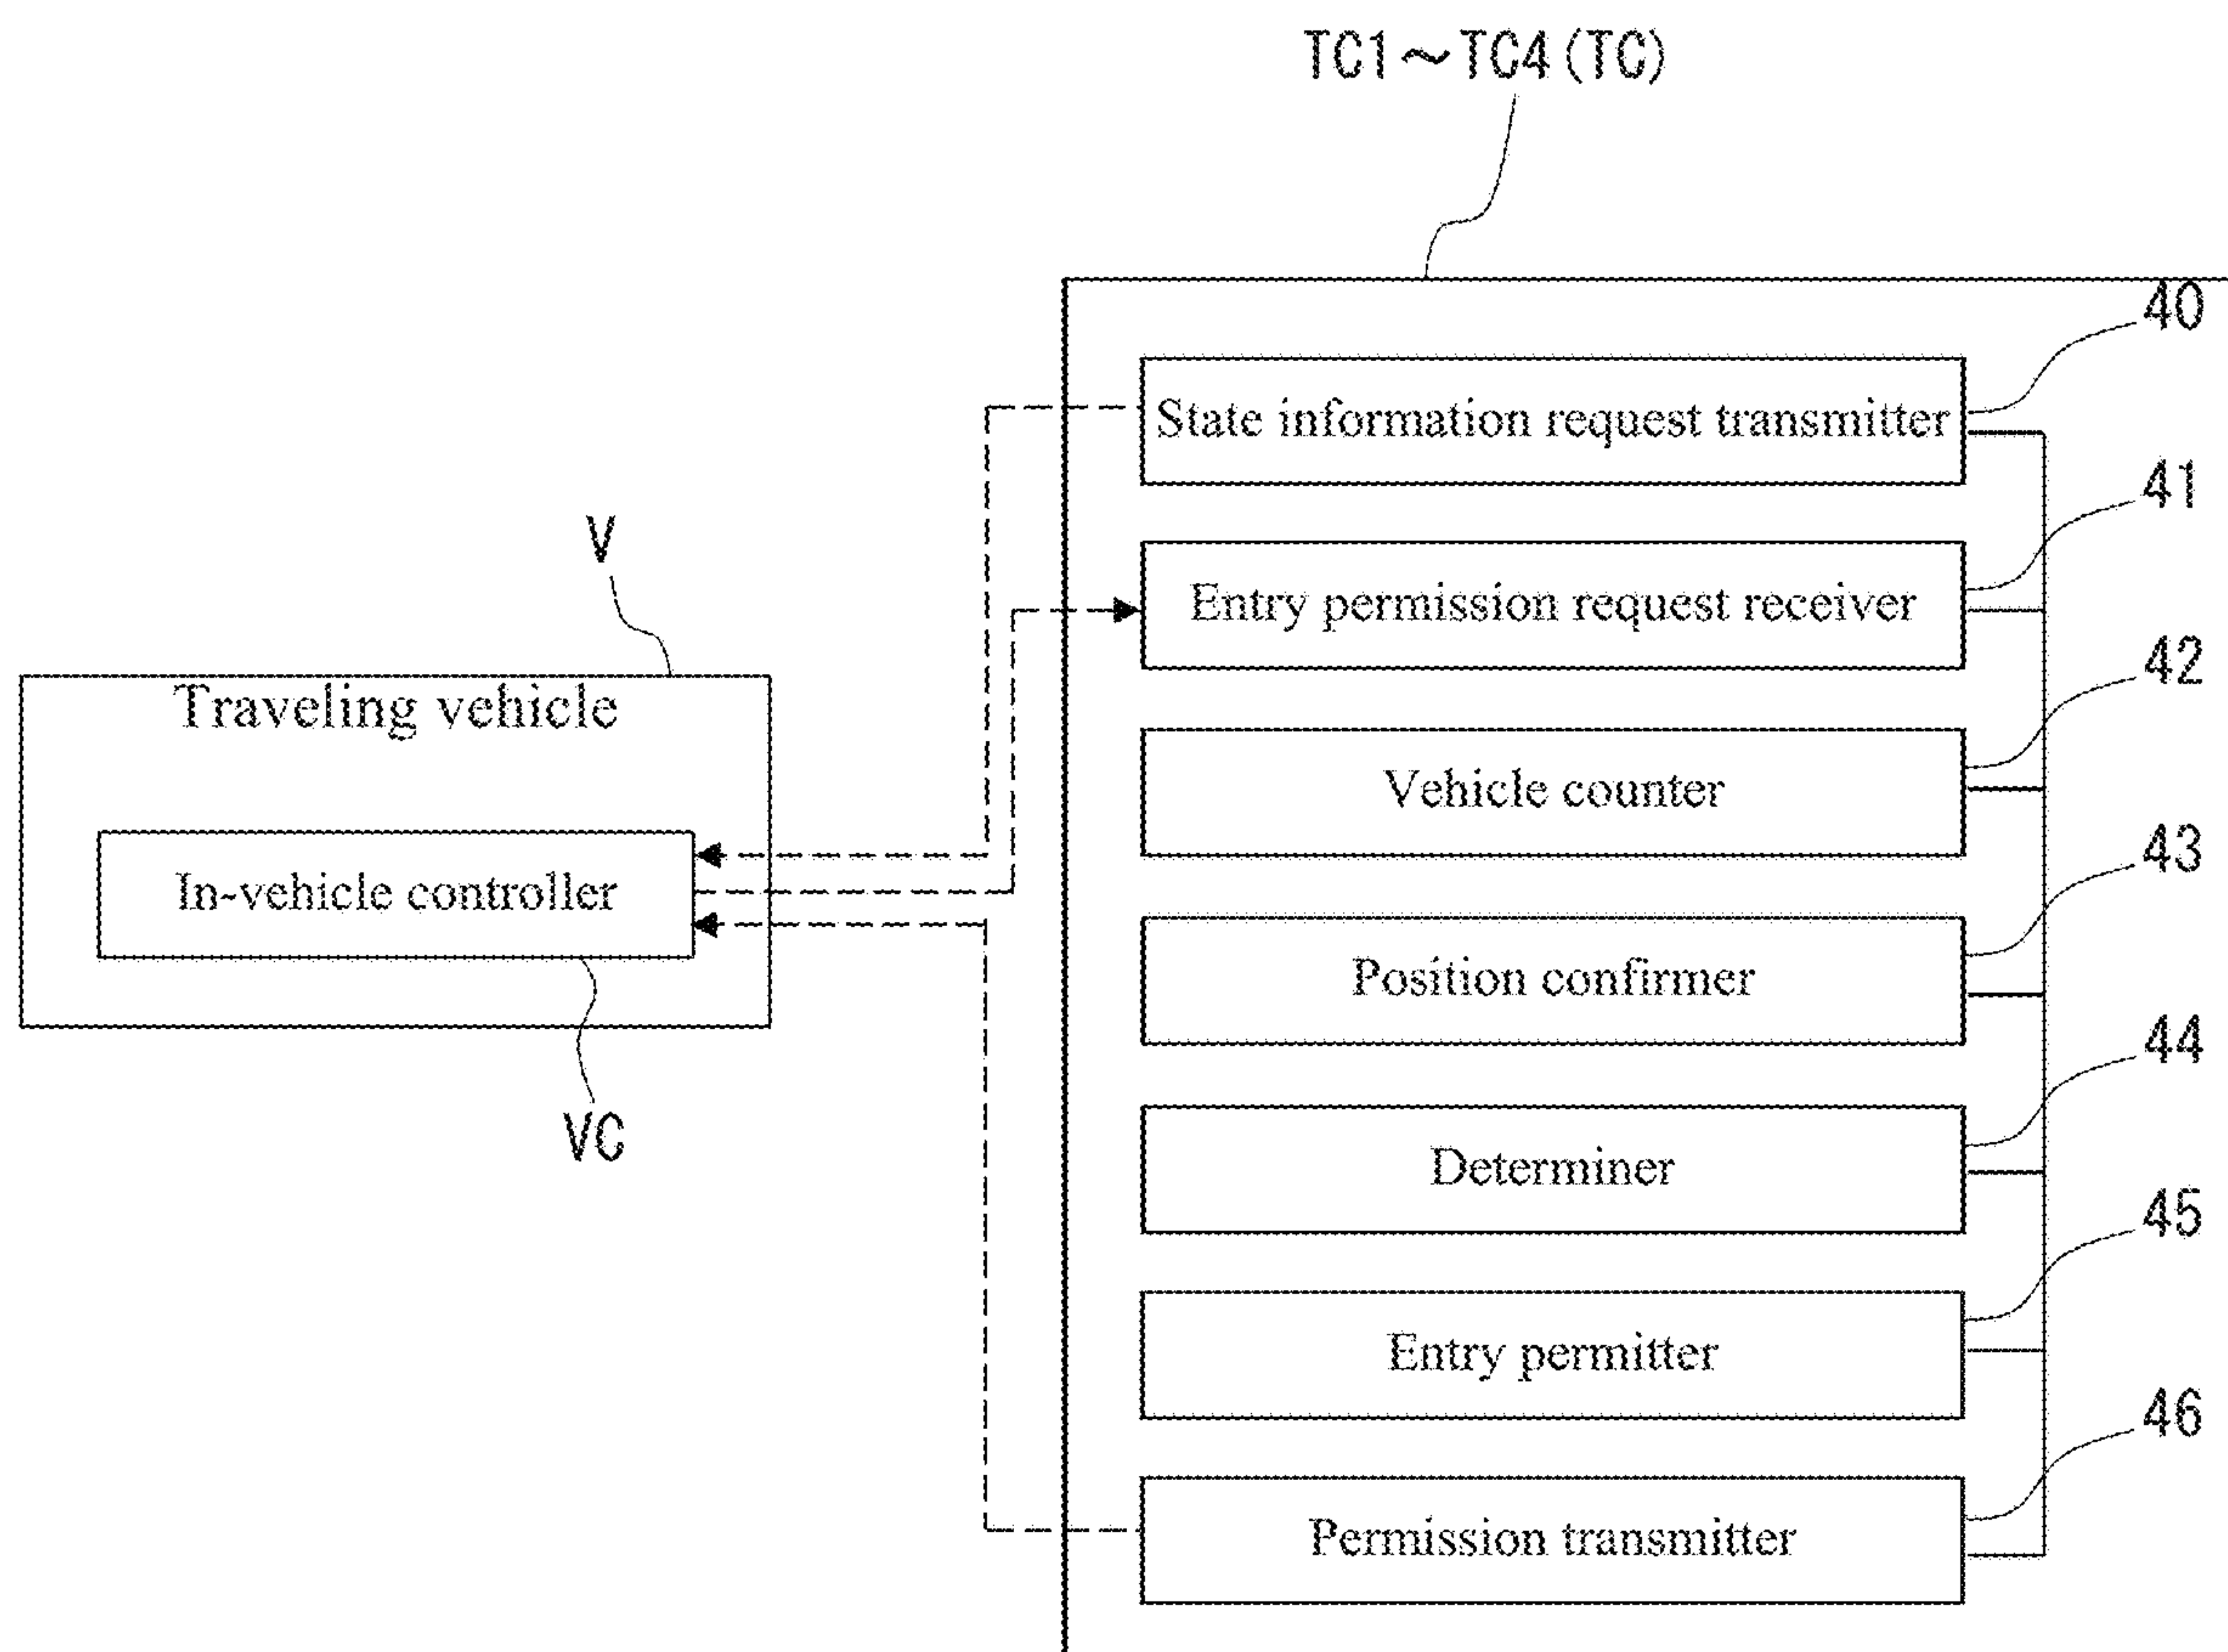 TC1~TC4(TC)
40
State information request transmitter
41
Entry permission request receiver
V
42
Traveling vehicle
Vehicle counter
43
In-vehicle controller
Position confirmer
44
VC
Determiner
45
Entry permitter
46
Permission transmitter